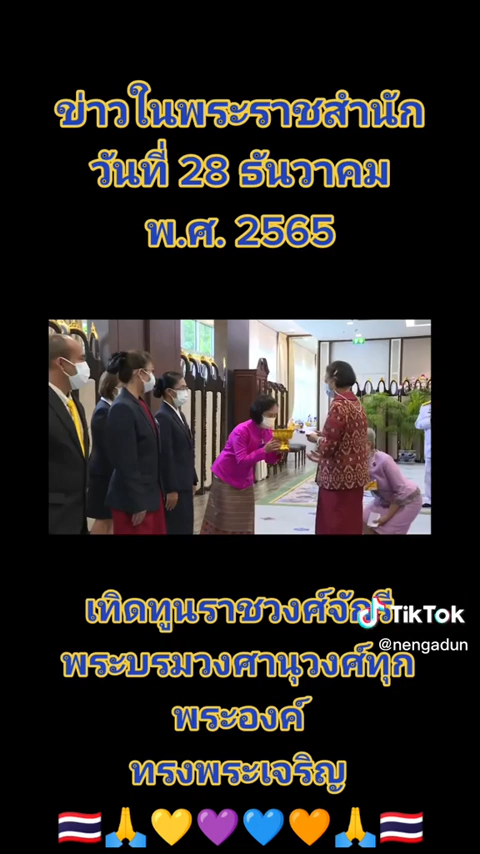 ข่าวในพระราชสำนัก
วันที่ 28 ธันวาคม
พ.ศ. 2565
เทิดทูนราชวงศ์จักรี
TikTok
@nengadun
พระบรมวงศานุวงศ์ทุก
พระองค์
ทรงพระเจริญ